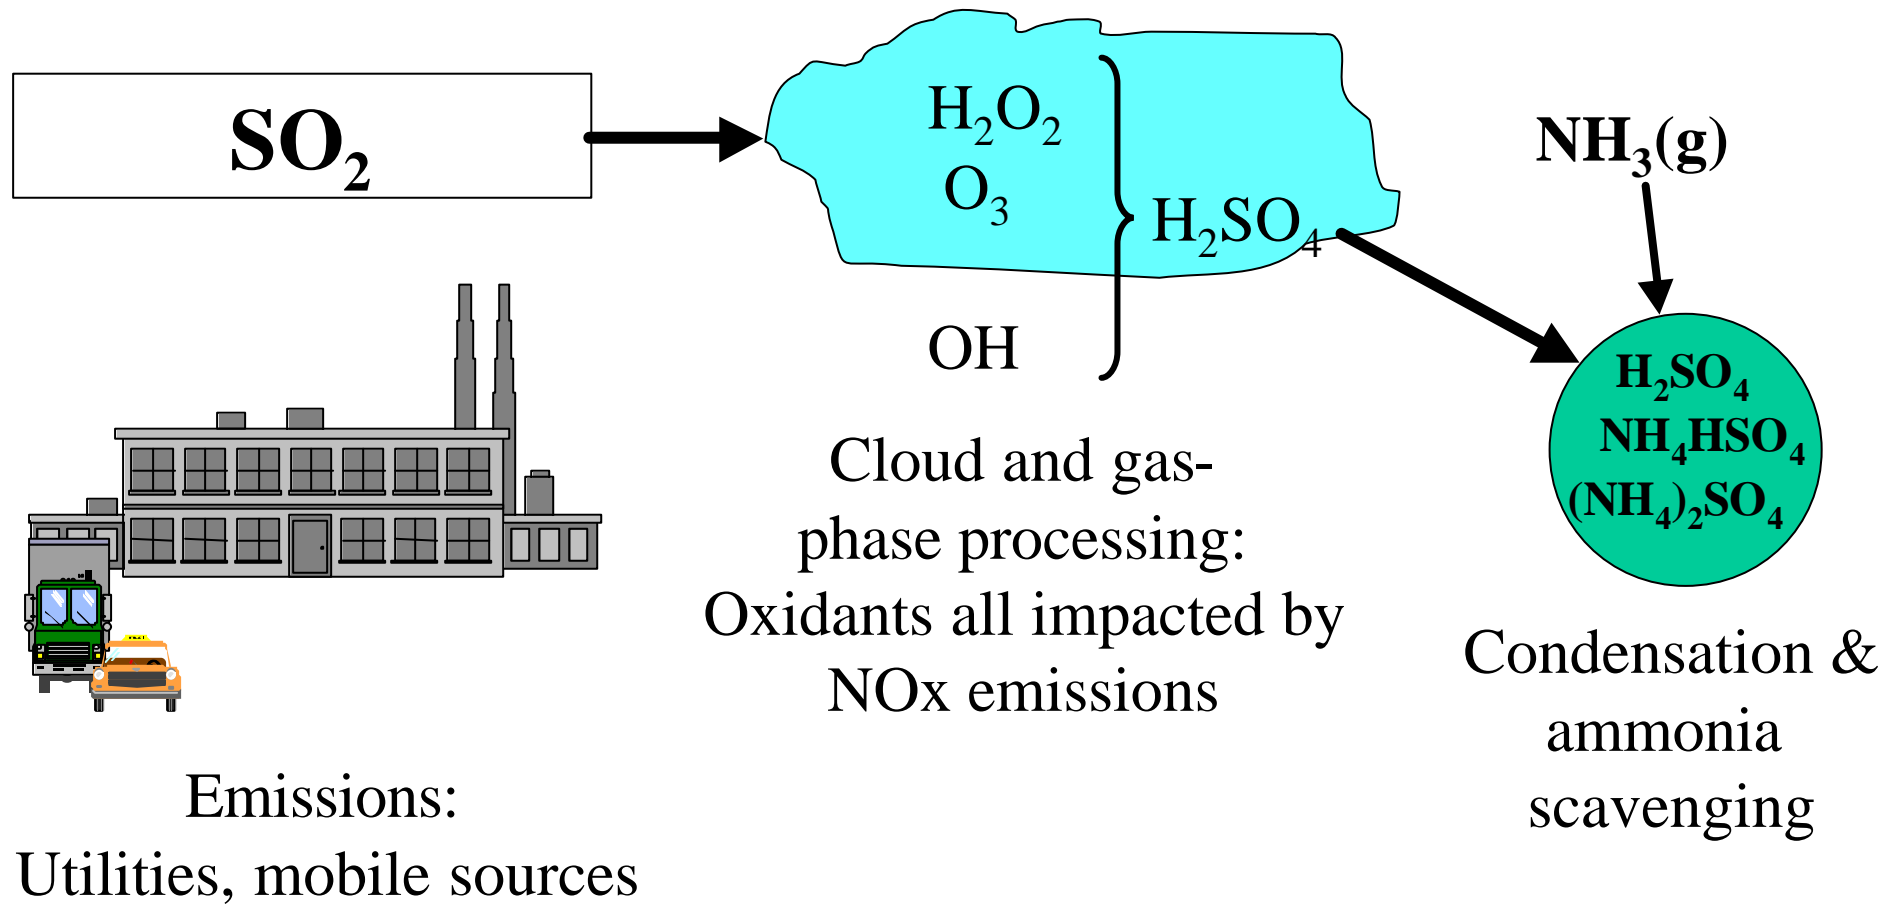 SO₂
H₂O₂
O₃
H₂SO₄
OH
NH₃(g)
H₂SO₄
NH₄HSO₄
(NH₄)₂SO₄
Cloud and gas-
phase processing:
Oxidants all impacted by
NOx emissions
Condensation &
ammonia
scavenging
Emissions:
Utilities, mobile sources